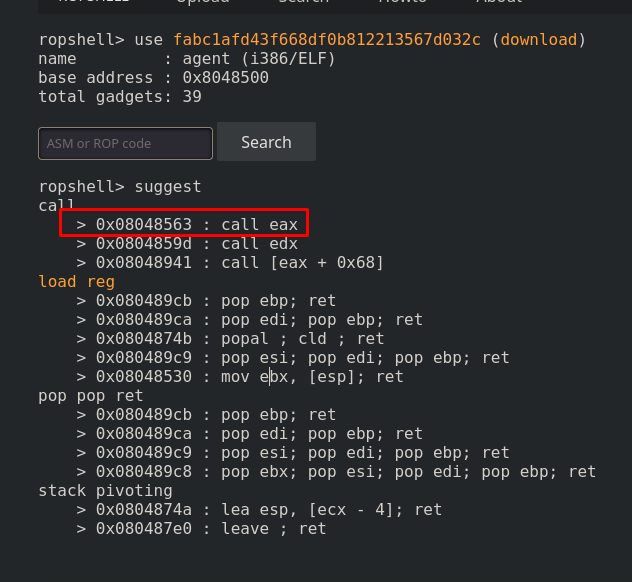 Upload Search Howto About
ropshell> use fabc1afd43f668df0b812213567d032c (download)
name : agent (i386/ELF)
base address : 0x8048500
total gadgets: 39
ASM or ROP code Search
ropshell> suggest
call
> 0x08048563 : call eax
> 0x0804859d : call edx
> 0x08048941 : call [eax + 0x68]
load reg
> 0x080489cb : pop ebp; ret
> 0x080489ca : pop edi; pop ebp; ret
> 0x0804874b : popal ; cld ; ret
> 0x080489c9 : pop esi; pop edi; pop ebp; ret
> 0x08048530 : mov ebx, [esp]; ret
pop pop ret
> 0x080489cb : pop ebp; ret
> 0x080489ca : pop edi; pop ebp; ret
> 0x080489c9 : pop esi; pop edi; pop ebp; ret
> 0x080489c8 : pop ebx; pop esi; pop edi; pop ebp; ret
stack pivoting
> 0x0804874a : lea esp, [ecx - 4]; ret
> 0x080487e0 : leave ; ret